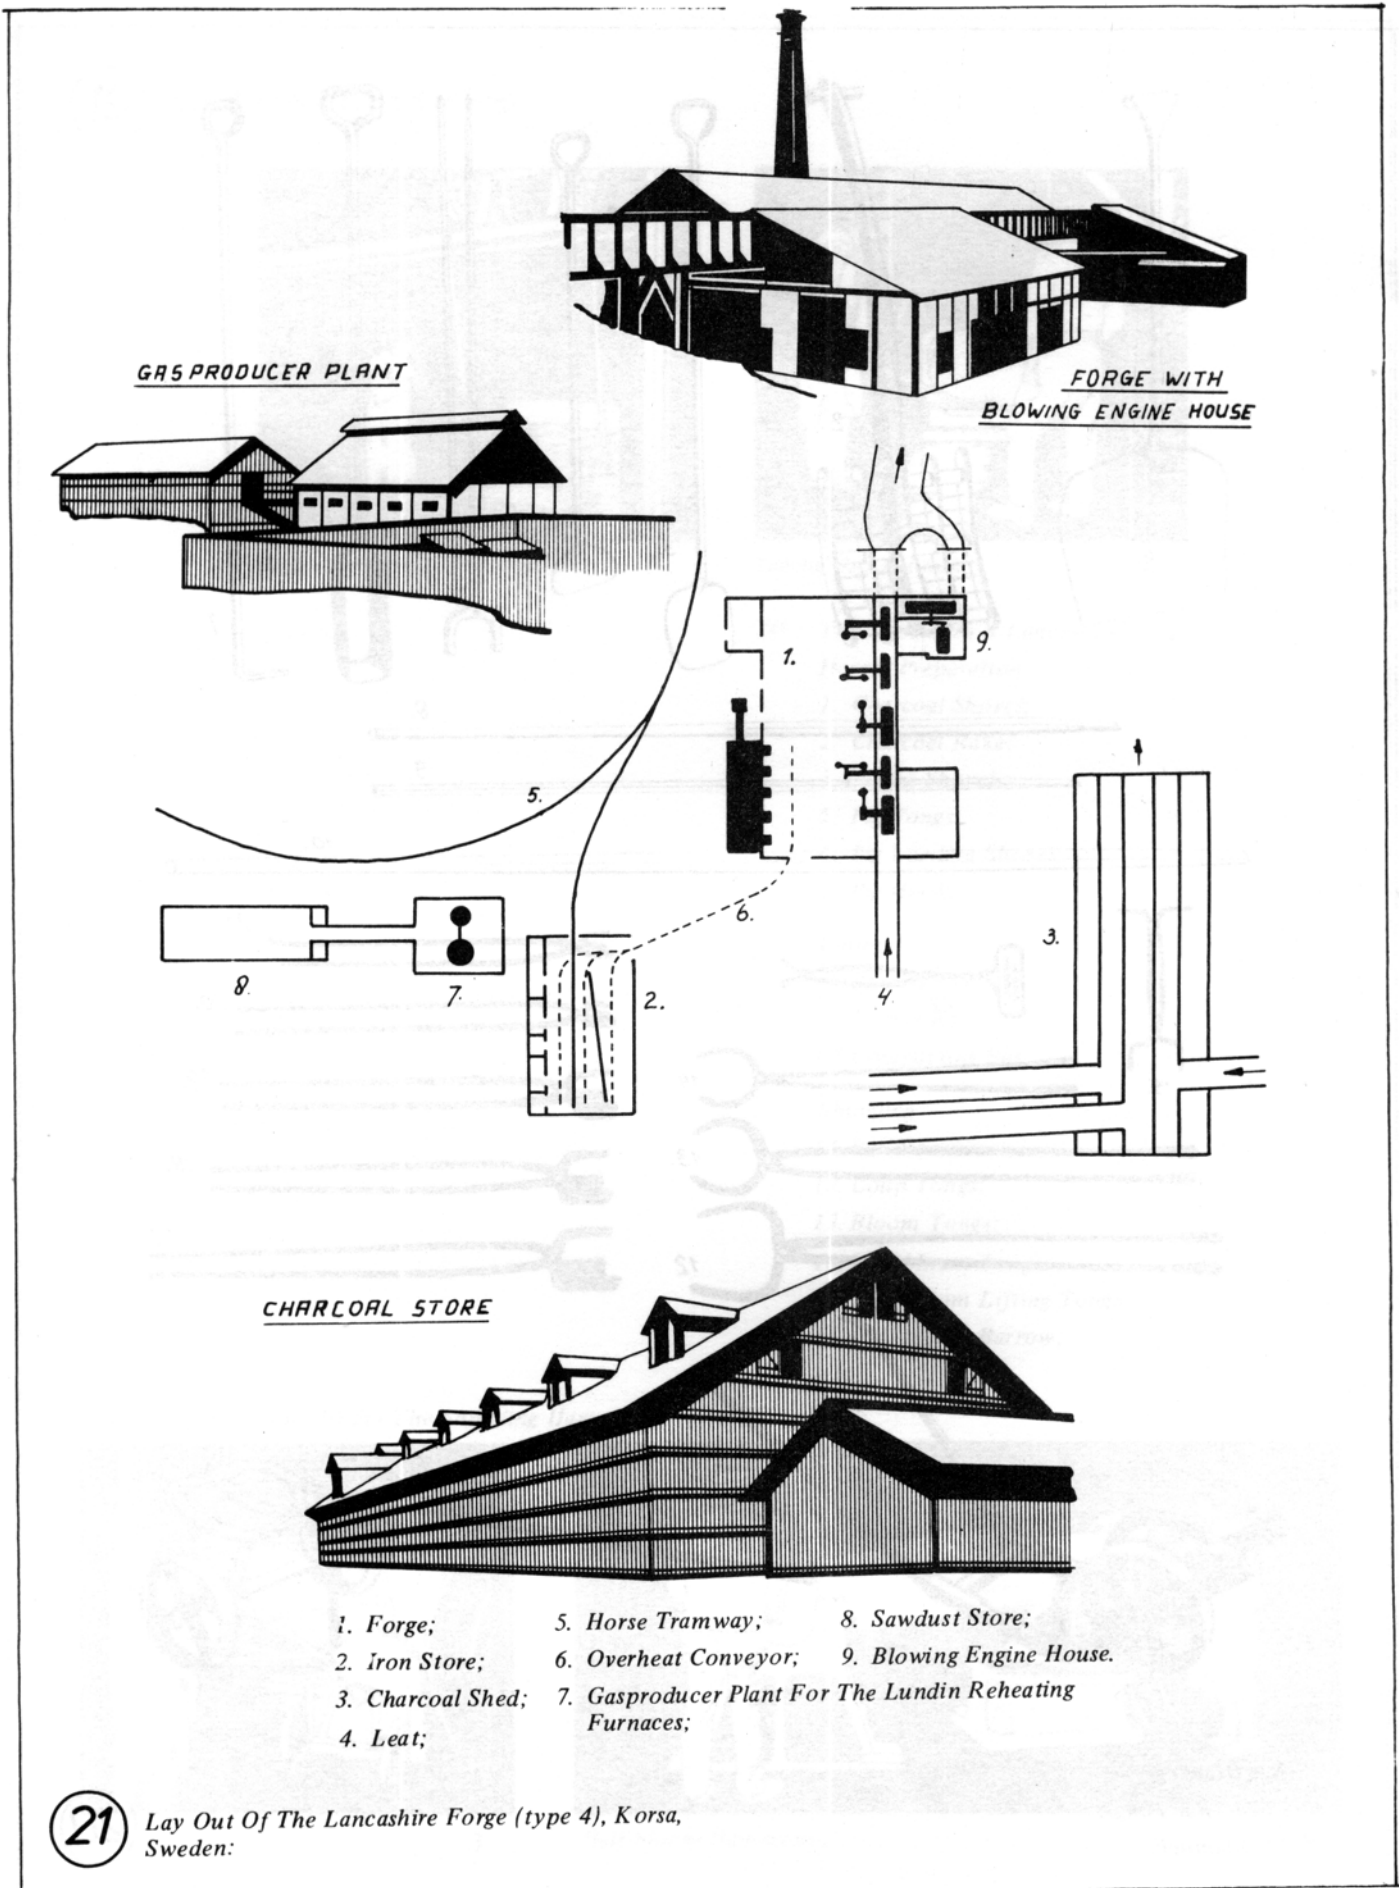 GASPRODUCER PLANT
FORGE WITH
BLOWING ENGINE HOUSE
1.
9.
5.
6.
3.
8.
7.
2.
4.
CHARCOAL STORE
1. Forge;
2. Iron Store;
3. Charcoal Shed;
4. Leat;
5. Horse Tramway;
6. Overheat Conveyor;
7. Gasproducer Plant For The Lundin Reheating
Furnaces;
8. Sawdust Store;
9. Blowing Engine House.
21
Lay Out Of The Lancashire Forge (type 4), Korsa,
Sweden: